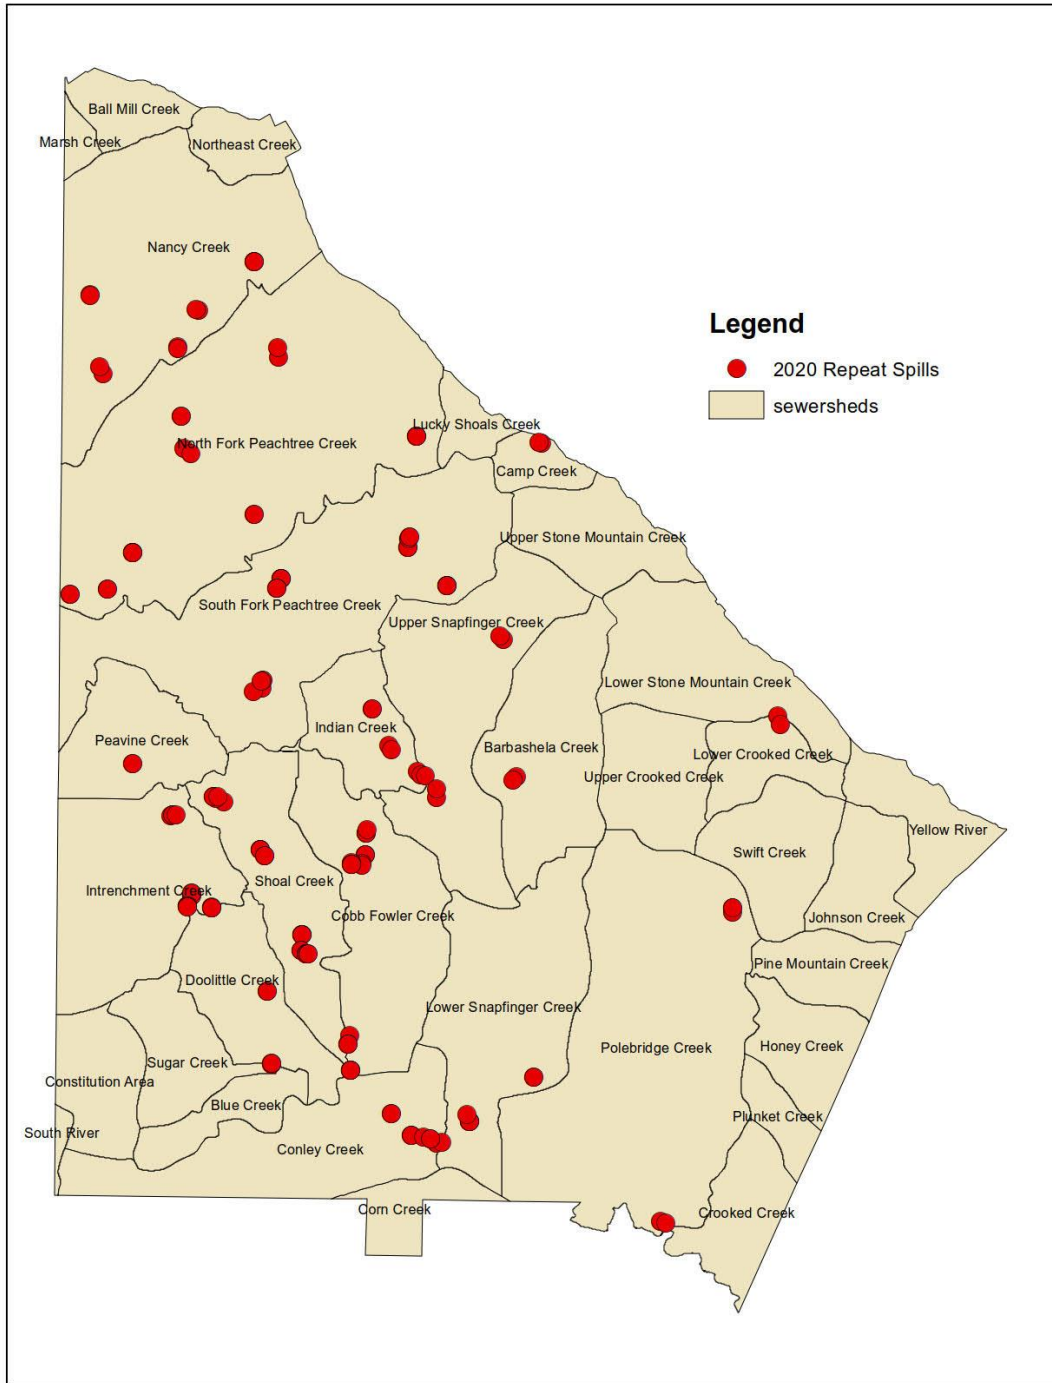 Ball Mill Creek
Marsh Creek
Northeast Creek
Nancy Creek
Legend
2020 Repeat Spills
sewersheds
Lucky Shoals Creek
North Fork Peachtree Creek
Camp Creek
Upper Stone Mountain Creek
South Fork Peachtree Creek
Upper Snapfinger Creek
Lower Stone Mountain Creek
Indian Creek
Peavine Creek
Barbashela Creek
Lower Crooked Creek
Upper Crooked Creek
Yellow River
Swift Creek
Shoal Creek
Intrenchment Creek
Cobb Fowler Creek
Johnson Creek
Pine Mountain Creek
Doolittle Creek
Lower Snapfinger Creek
Polebridge Creek
Honey Creek
Sugar Creek
Constitution Area
Blue Creek
Plunket Creek
South River
Conley Creek
Corn Creek
Crooked Creek